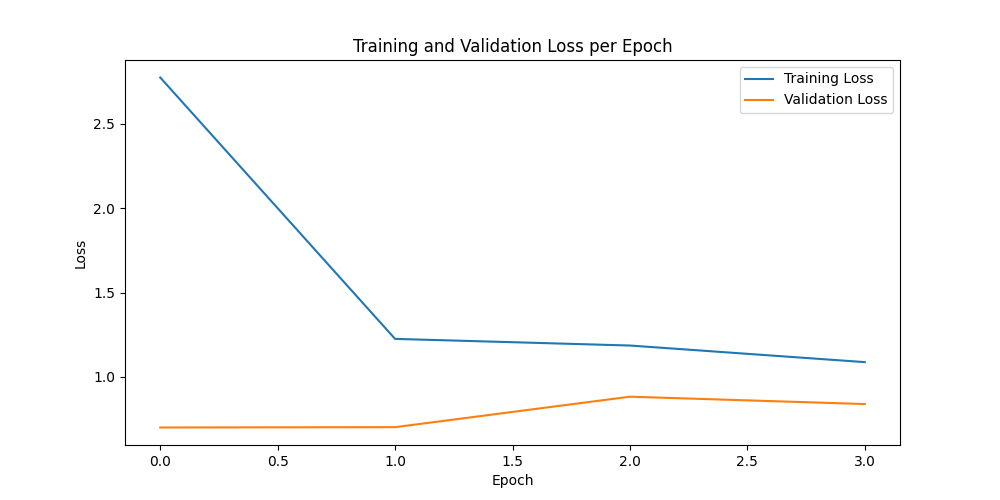 Training and Validation Loss per Epoch
Training Loss
Validation Loss
2.5
2.0
1.5
1.0
Loss
0.0 0.5 1.0 1.5 2.0 2.5 3.0
Epoch